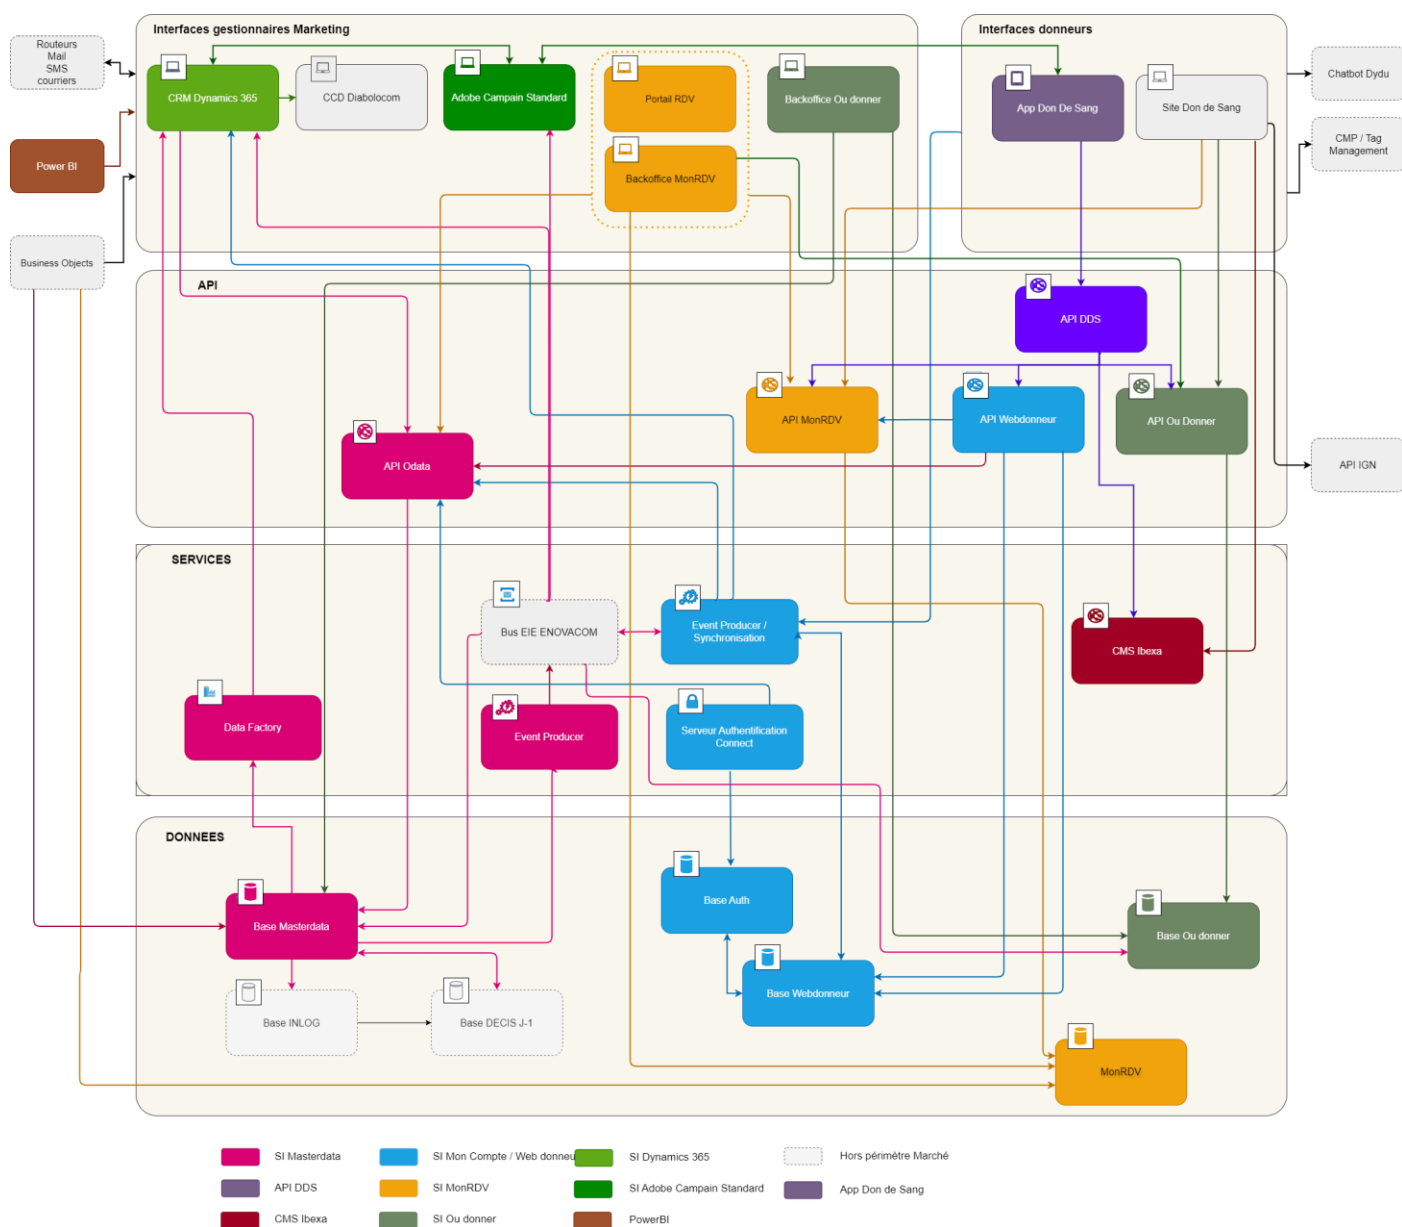 Interfaces gestionnaires Marketing
Interfaces donneurs
Routeurs
Mail
SMS
courriers
CRM Dynamics 365
CCD Diabolocom
Adobe Campain Standard
Portail RDV
Backoffice Ou donner
App Don De Sang
Site Don de Sang
Chatbot Dydu
CMP / Tag
Management
Power BI
Backoffice MonRDV
Business Objects
API
API DDS
API MonRDV
API Webdonneur
API Ou Donner
API Odata
API IGN
SERVICES
Bus EIE ENOVACOM
Event Producer /
Synchronisation
CMS Ibexa
Data Factory
Event Producer
Serveur Authentification
Connect
DONNEES
Base Masterdata
Base Auth
Base Ou donner
Base Webdonneur
Base INLOG
Base DECIS J-1
MonRDV
SI Masterdata
SI Mon Compte / Web donneu
SI Dynamics 365
Hors périmètre Marché
API DDS
SI MonRDV
SI Adobe Campain Standard
App Don de Sang
CMS Ibexa
SI Ou donner
PowerBI